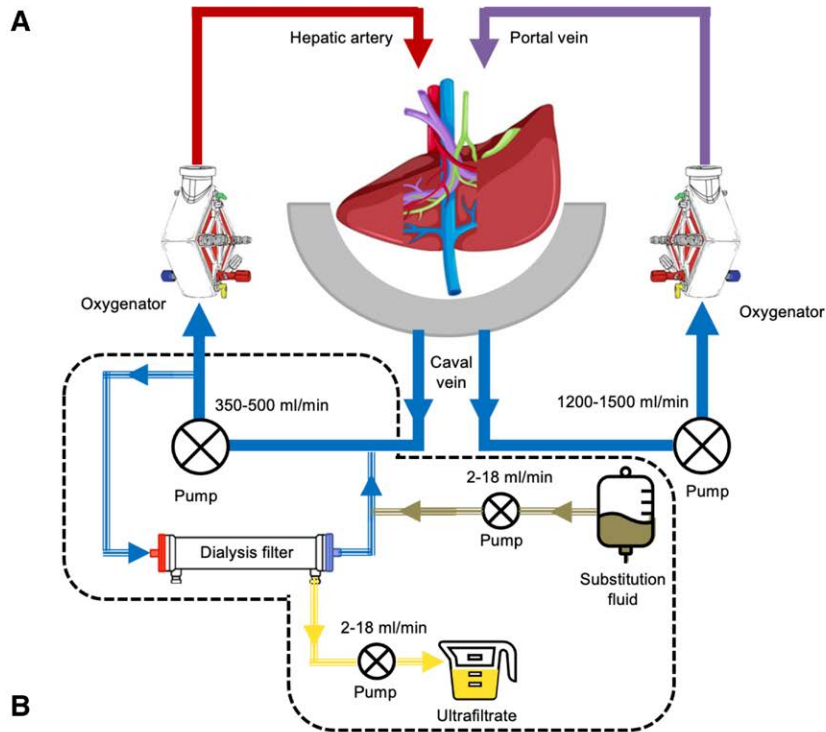 A
Hepatic artery
Portal vein
Oxygenator
Oxygenator
Caval
vein
350-500 ml/min
1200-1500 ml/min
Pump
Pump
2-18 ml/min
Pump
Dialysis filter
Substitution
fluid
2-18 ml/min
Pump
Ultrafiltrate
B